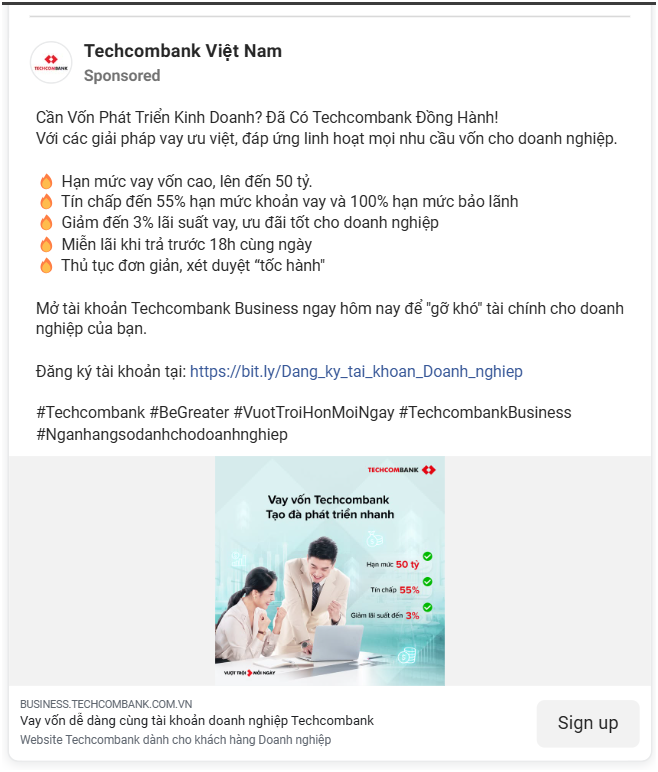 Techcombank Việt Nam
TECHCOMBANK
Sponsored
Cần Vốn Phát Triển Kinh Doanh? Đã Có Techcombank Đồng Hành!
Với các giải pháp vay ưu việt, đáp ứng linh hoạt mọi nhu cầu vốn cho doanh nghiệp.
🔥 Hạn mức vay vốn cao, lên đến 50 tỷ.
🔥 Tín chấp đến 55% hạn mức khoản vay và 100% hạn mức bảo lãnh
🔥 Giảm đến 3% lãi suất vay, ưu đãi tốt cho doanh nghiệp
🔥 Miễn lãi khi trả trước 18h cùng ngày
🔥 Thủ tục đơn giản, xét duyệt “tốc hành"
Mở tài khoản Techcombank Business ngay hôm nay để "gỡ khó" tài chính cho doanh
nghiệp của bạn.
Đăng ký tài khoản tại: https://bit.ly/Dang_ky_tai_khoan_Doanh_nghiep
#Techcombank #BeGreater #VuotTroiHonMoiNgay #TechcombankBusiness
#Nganhangsodanhchodoanhnghiep
TECHCOMBANK
Vay vốn Techcombank
Tạo đà phát triển nhanh
Hạn mức 50 tỷ
Tín chấp 55%
Giảm lãi suất đến 3%
VƯỢT TRỘI MỖI NGÀY
BUSINESS.TECHCOMBANK.COM.VN
Vay vốn dễ dàng cùng tài khoản doanh nghiệp Techcombank
Website Techcombank dành cho khách hàng Doanh nghiệp
Sign up